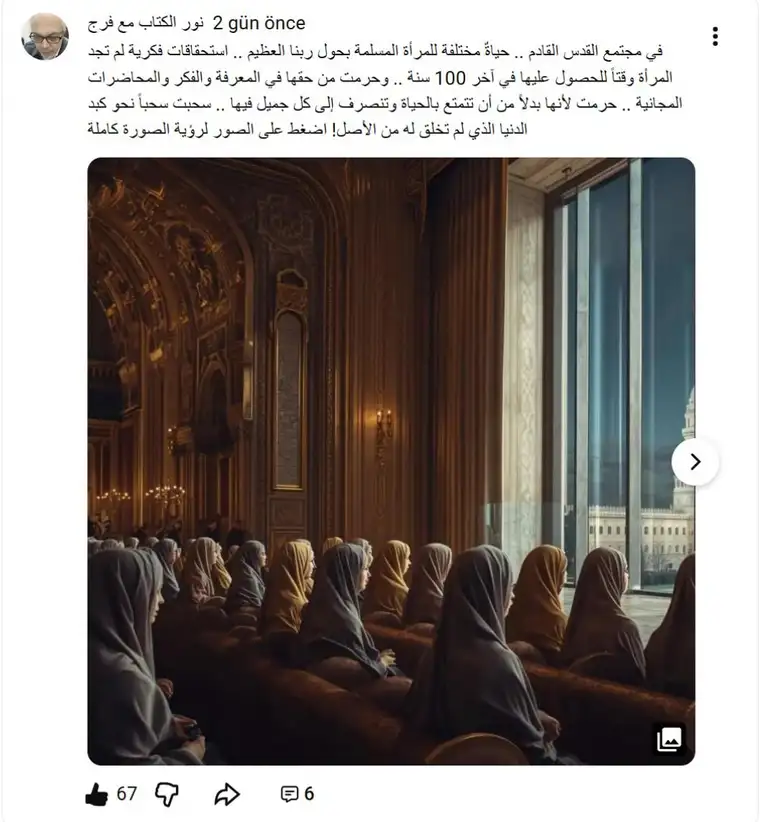 نور الكتاب مع فرج 2 gün önce
في مجتمع القدس القادم .. حياةٌ مختلفة للمرأة المسلمة بحول ربنا العظيم .. استحقاقات فكرية لم تجد
المرأة وقتاً للحصول عليها في آخر 100 سنة .. وحرمت من حقها في المعرفة والفكر والمحاضرات
المجانية .. حرمت لأنها بدلاً من أن تتمتع بالحياة وتنصرف إلى كل جميل فيها .. سحبت سحباً نحو كبد
الدنيا الذي لم تخلق له من الأصل! اضغط على الصور لرؤية الصورة كاملة
67 6